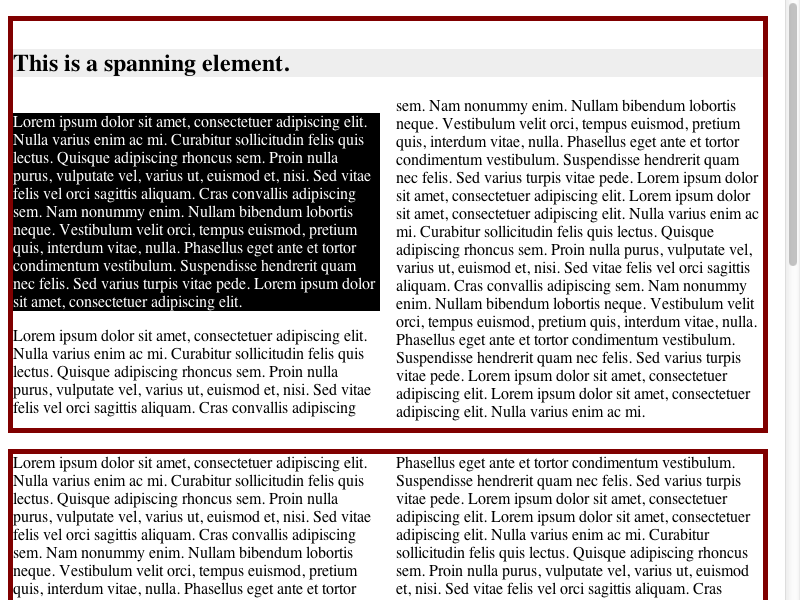 This is a spanning element.
Lorem ipsum dolor sit amet, consectetuer adipiscing elit.
Nulla varius enim ac mi. Curabitur sollicitudin felis quis
lectus. Quisque adipiscing rhoncus sem. Proin nulla
purus, vulputate vel, varius ut, euismod et, nisi. Sed vitae
felis vel orci sagittis aliquam. Cras convallis adipiscing
sem. Nam nonummy enim. Nullam bibendum lobortis
neque. Vestibulum velit orci, tempus euismod, pretium
quis, interdum vitae, nulla. Phasellus eget ante et tortor
condimentum vestibulum. Suspendisse hendrerit quam
nec felis. Sed varius turpis vitae pede. Lorem ipsum dolor
sit amet, consectetuer adipiscing elit.
Lorem ipsum dolor sit amet, consectetuer adipiscing elit.
Nulla varius enim ac mi. Curabitur sollicitudin felis quis
lectus. Quisque adipiscing rhoncus sem. Proin nulla
purus, vulputate vel, varius ut, euismod et, nisi. Sed vitae
felis vel orci sagittis aliquam. Cras convallis adipiscing
sem. Nam nonummy enim. Nullam bibendum lobortis
neque. Vestibulum velit orci, tempus euismod, pretium
quis, interdum vitae, nulla. Phasellus eget ante et tortor
condimentum vestibulum. Suspendisse hendrerit quam
nec felis. Sed varius turpis vitae pede. Lorem ipsum dolor
sit amet, consectetuer adipiscing elit. Lorem ipsum dolor
sit amet, consectetuer adipiscing elit. Nulla varius enim ac
mi. Curabitur sollicitudin felis quis lectus. Quisque
adipiscing rhoncus sem. Proin nulla purus, vulputate vel,
varius ut, euismod et, nisi. Sed vitae felis vel orci sagittis
aliquam. Cras convallis adipiscing sem. Nam nonummy
enim. Nullam bibendum lobortis neque. Vestibulum velit
orci, tempus euismod, pretium quis, interdum vitae, nulla.
Phasellus eget ante et tortor condimentum vestibulum.
Suspendisse hendrerit quam nec felis. Sed varius turpis
vitae pede. Lorem ipsum dolor sit amet, consectetuer
adipiscing elit. Lorem ipsum dolor sit amet, consectetuer
adipiscing elit. Nulla varius enim ac mi.
Lorem ipsum dolor sit amet, consectetuer adipiscing elit.
Nulla varius enim ac mi. Curabitur sollicitudin felis quis
lectus. Quisque adipiscing rhoncus sem. Proin nulla
purus, vulputate vel, varius ut, euismod et, nisi. Sed vitae
felis vel orci sagittis aliquam. Cras convallis adipiscing
sem. Nam nonummy enim. Nullam bibendum lobortis
neque. Vestibulum velit orci, tempus euismod, pretium
quis, interdum vitae, nulla. Phasellus eget ante et tortor
Phasellus eget ante et tortor condimentum vestibulum.
Suspendisse hendrerit quam nec felis. Sed varius turpis
vitae pede. Lorem ipsum dolor sit amet, consectetuer
adipiscing elit. Lorem ipsum dolor sit amet, consectetuer
adipiscing elit. Nulla varius enim ac mi. Curabitur
sollicitudin felis quis lectus. Quisque adipiscing rhoncus
sem. Proin nulla purus, vulputate vel, varius ut, euismod
et, nisi. Sed vitae felis vel orci sagittis aliquam. Cras